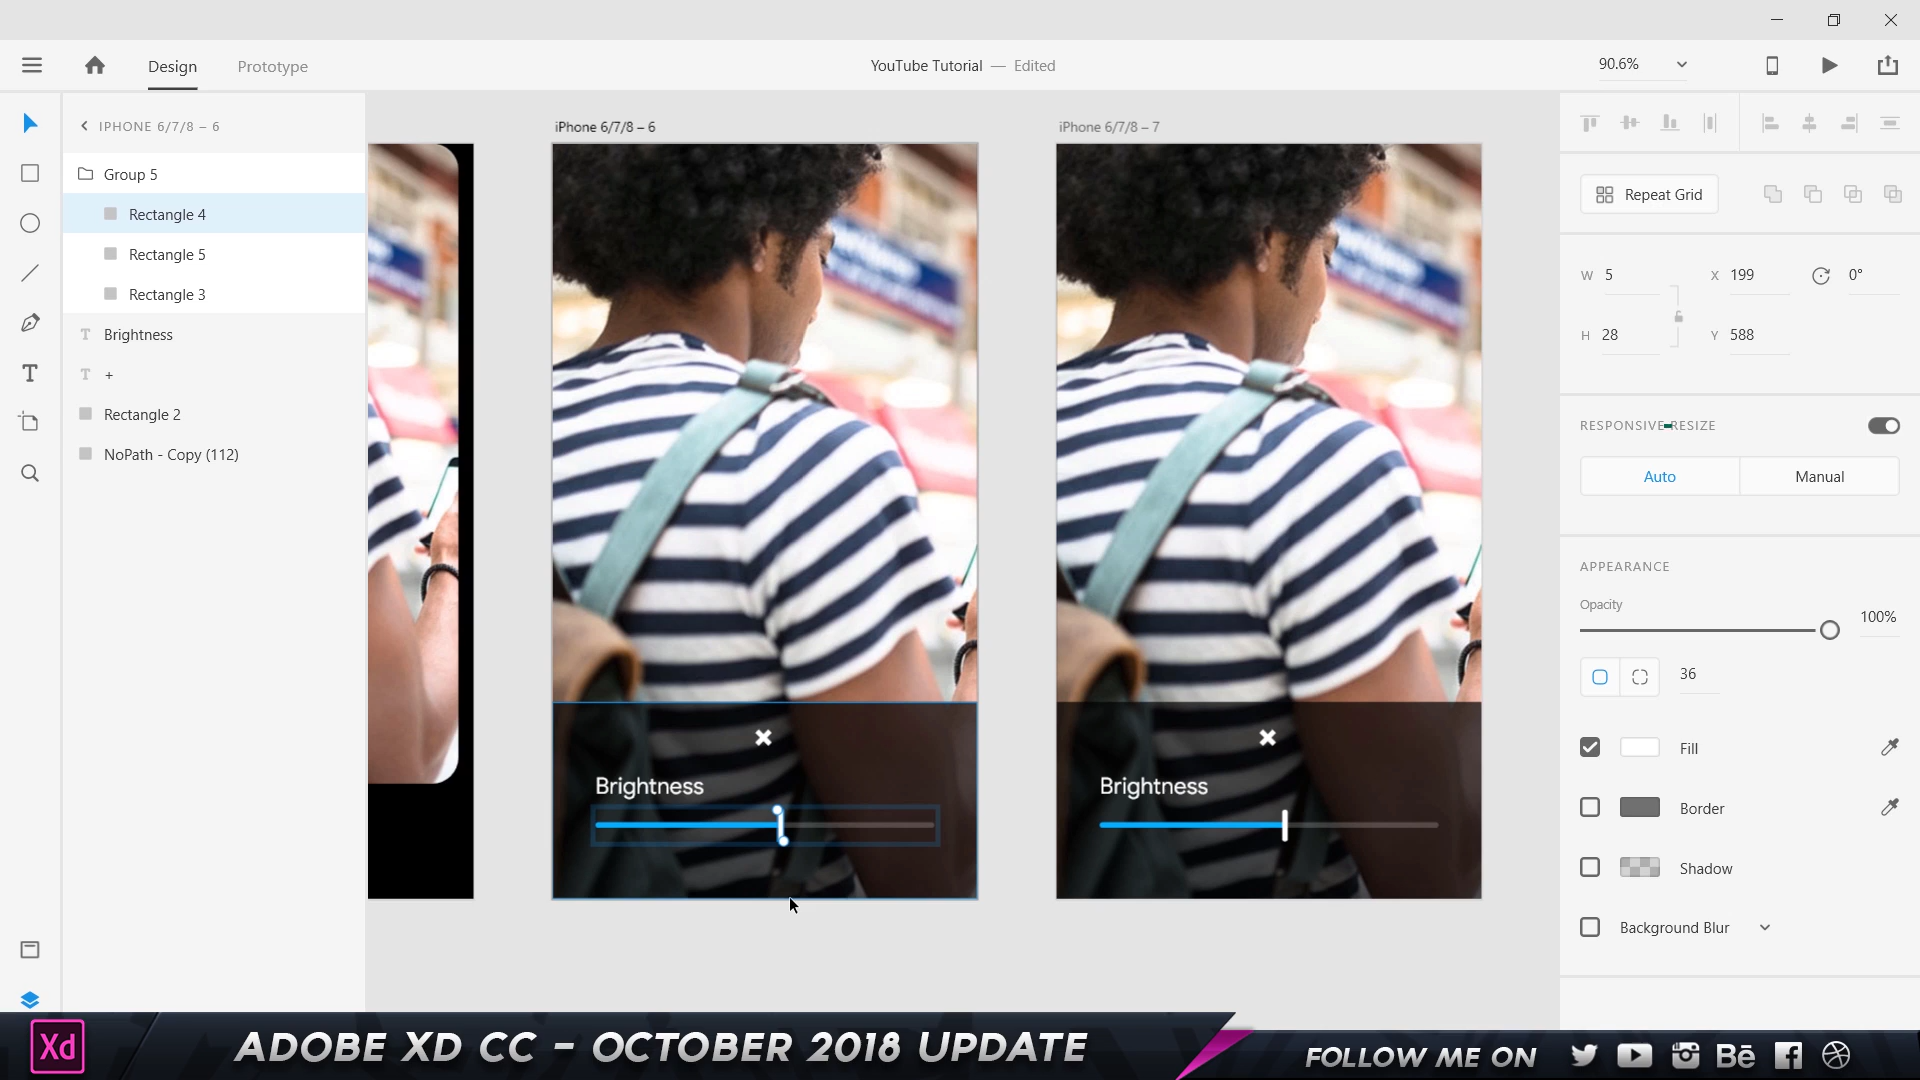 Design
Prototype
YouTube Tutorial — Edited
90.6%
IPHONE 6/7/8 – 6
Group 5
Rectangle 4
Rectangle 5
Rectangle 3
T Brightness
T +
Rectangle 2
NoPath - Copy (112)
T
iPhone 6/7/8 – 6
iPhone 6/7/8 – 7
Brightness
Brightness
Repeat Grid
W 5
X 199
0°
H 28
Y 588
RESPONSIVE RESIZE
Auto
Manual
APPEARANCE
Opacity
100%
36
Fill
Border
Shadow
Background Blur
Xd
ADOBE XD CC - OCTOBER 2018 UPDATE
FOLLOW ME ON
Bē